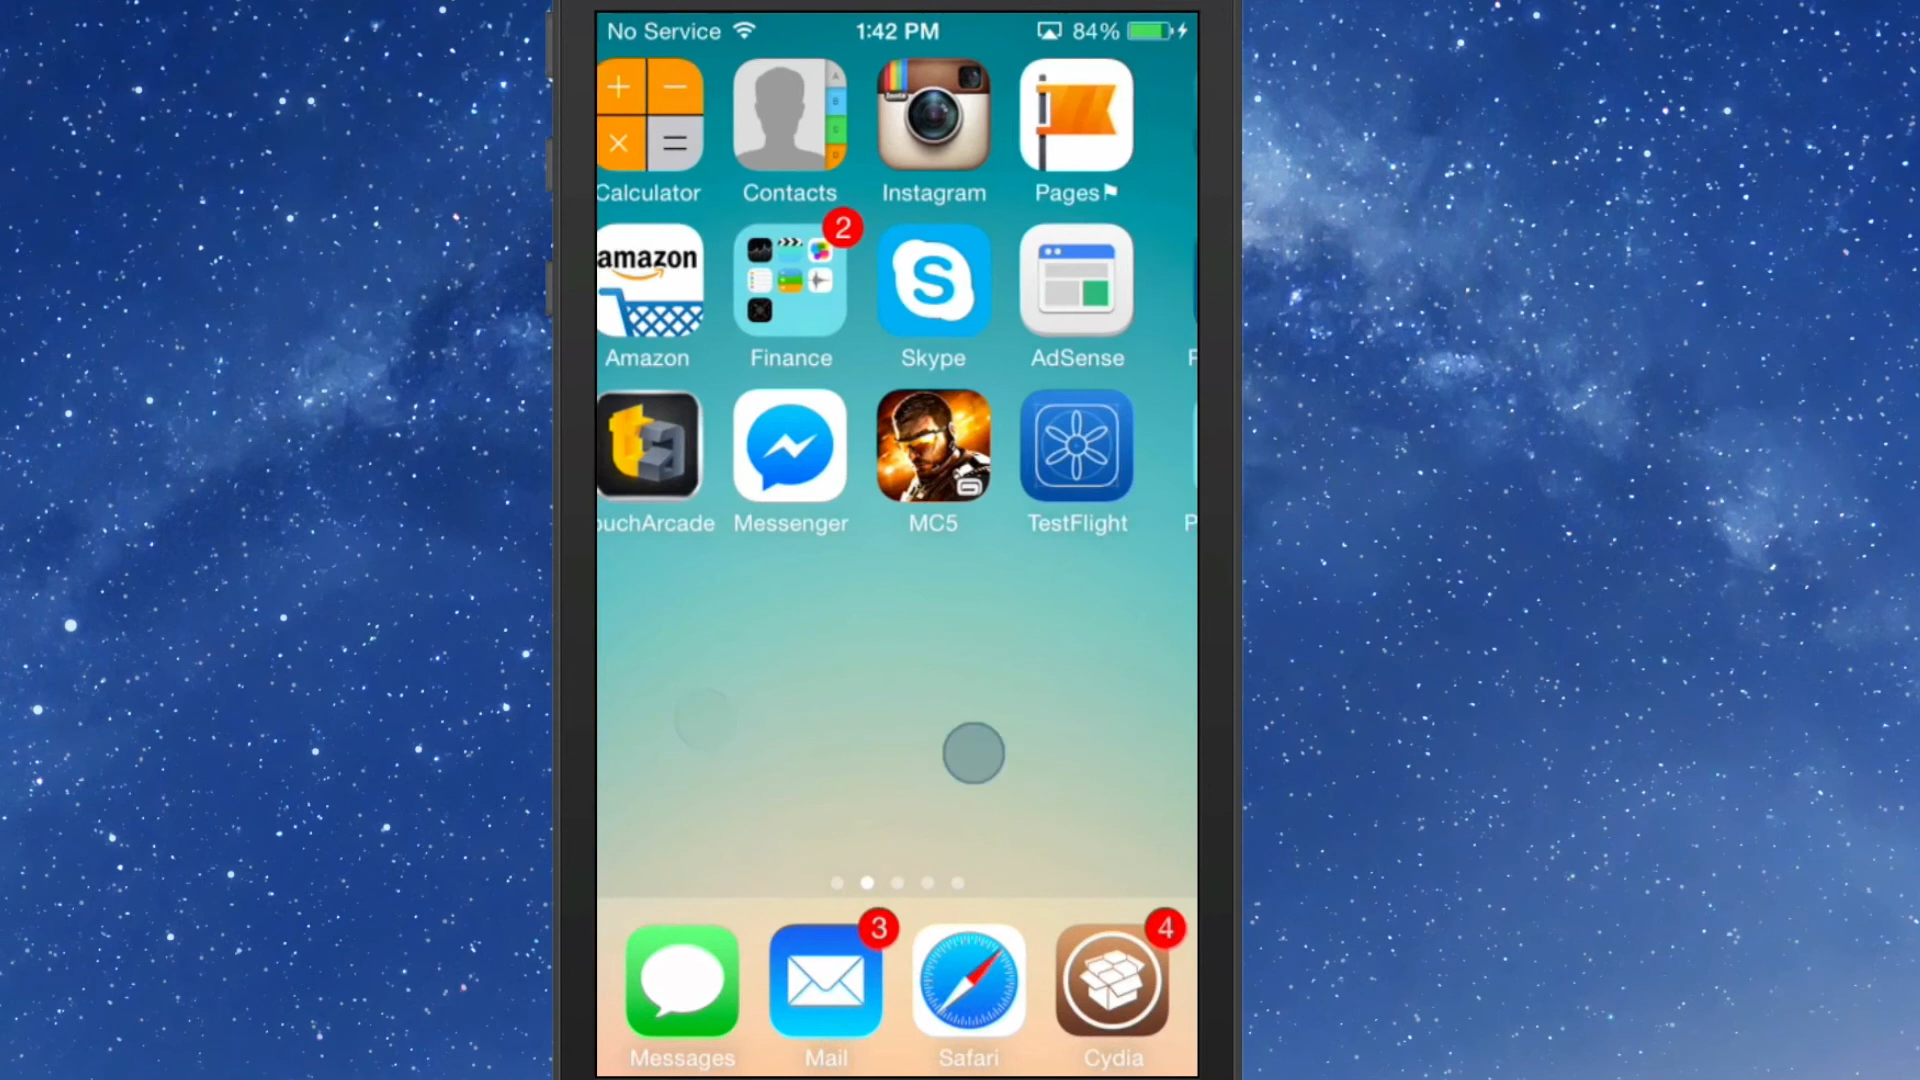 No Service 1:42 PM 84%
Calculator Contacts Instagram Pages
amazon 2
Amazon Finance Skype AdSense
ouchArcade Messenger MC5 TestFlight P
3 4
Messages Mail Safari Cydia